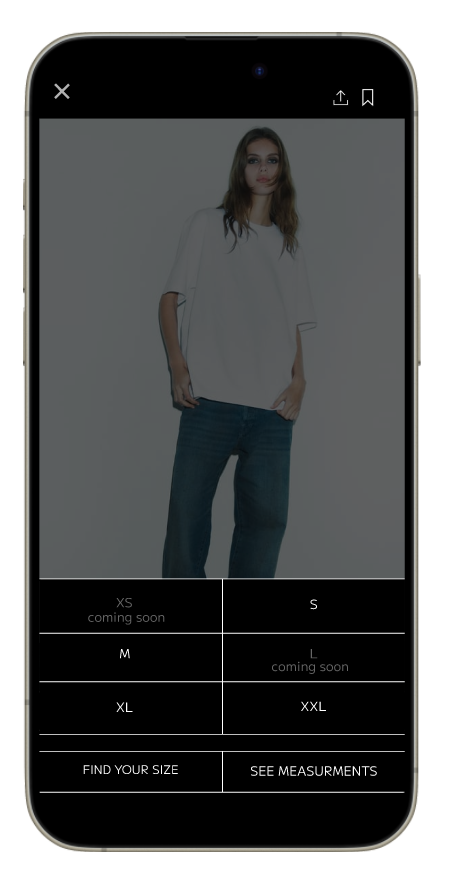 XS
coming soon
S
M
L
coming soon
XL
XXL
FIND YOUR SIZE
SEE MEASURMENTS